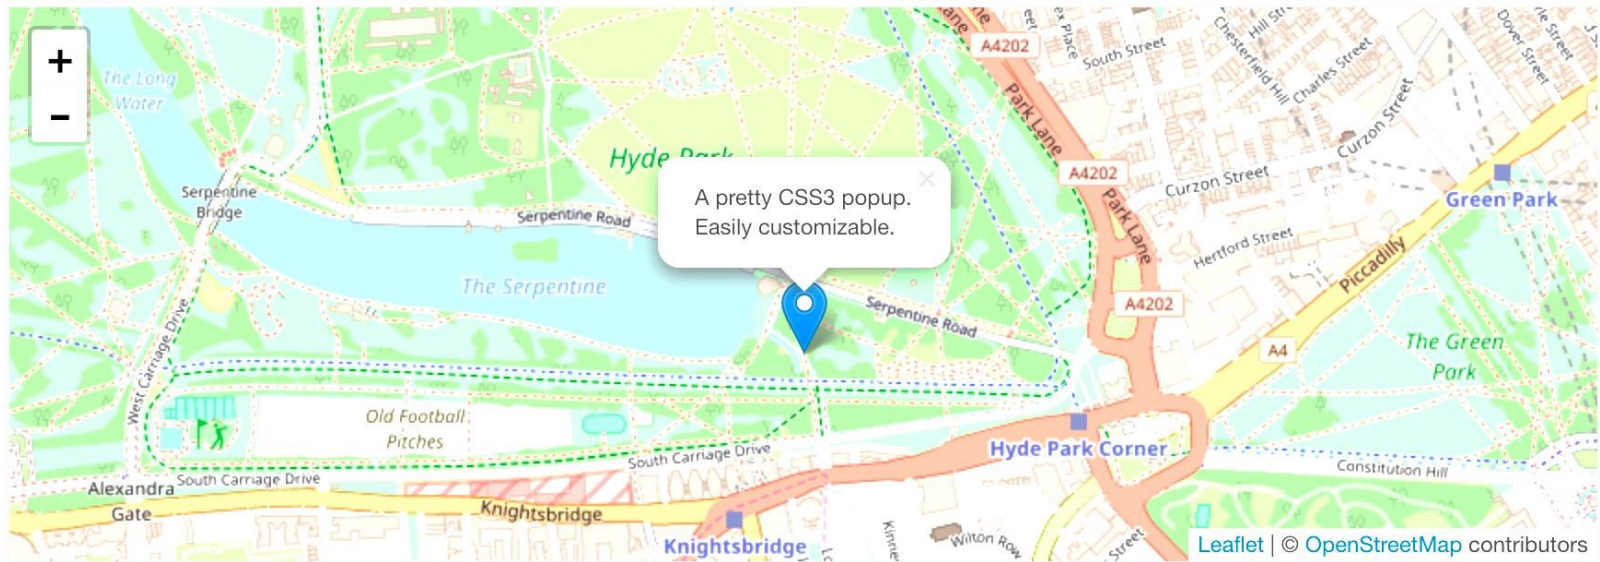 +
−
The Long
Water
Serpentine
Bridge
Hyde Park
A pretty CSS3 popup.
Easily customizable.
×
Serpentine Road
The Serpentine
Serpentine Road
West Carriage Drive
Old Football
Pitches
South Carriage Drive
South Carriage Drive
Alexandra
Gate
Knightsbridge
Knightsbridge
Hyde Park Corner
A4202
A4202
A4202
Park Lane
Park Lane
South Street
Chesterfield Hill
Charles Street
Curzon Street
Curzon Street
Hertford Street
Dover Street
Piccadilly
Green Park
A4
The Green
Park
Constitution Hill
Wilton Row
Street
Leaflet | © OpenStreetMap contributors